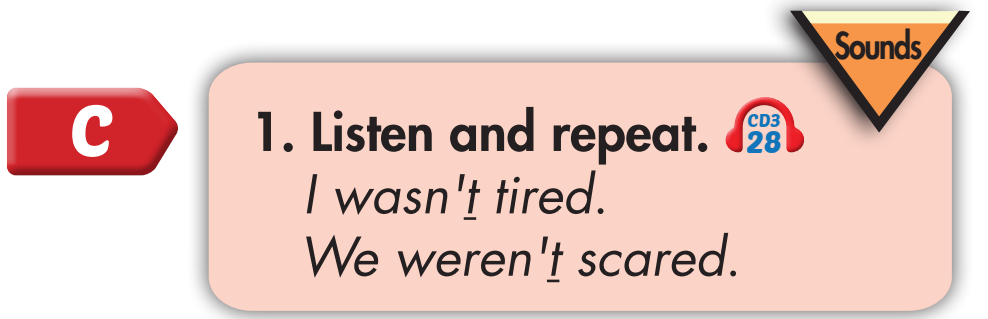 Sounds
C
1. Listen and repeat. CD3 28
I wasn't tired.
We weren't scared.